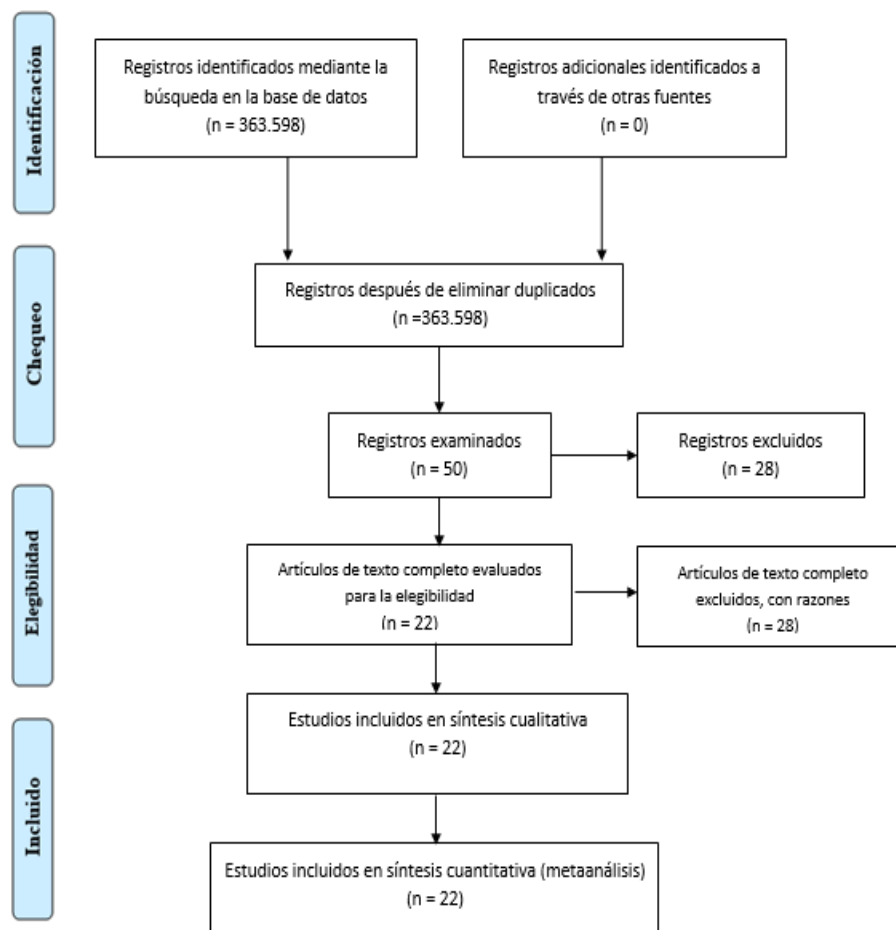 Identificación
Registros identificados mediante la
búsqueda en la base de datos
(n = 363.598)
Registros adicionales identificados a
través de otras fuentes
(n = 0)
Chequeo
Registros después de eliminar duplicados
(n =363.598)
Registros examinados
(n = 50)
Registros excluidos
(n = 28)
Elegibilidad
Artículos de texto completo evaluados
para la elegibilidad
(n = 22)
Artículos de texto completo
excluidos, con razones
(n = 28)
Incluido
Estudios incluidos en síntesis cualitativa
(n = 22)
Estudios incluidos en síntesis cuantitativa (metaanálisis)
(n = 22)